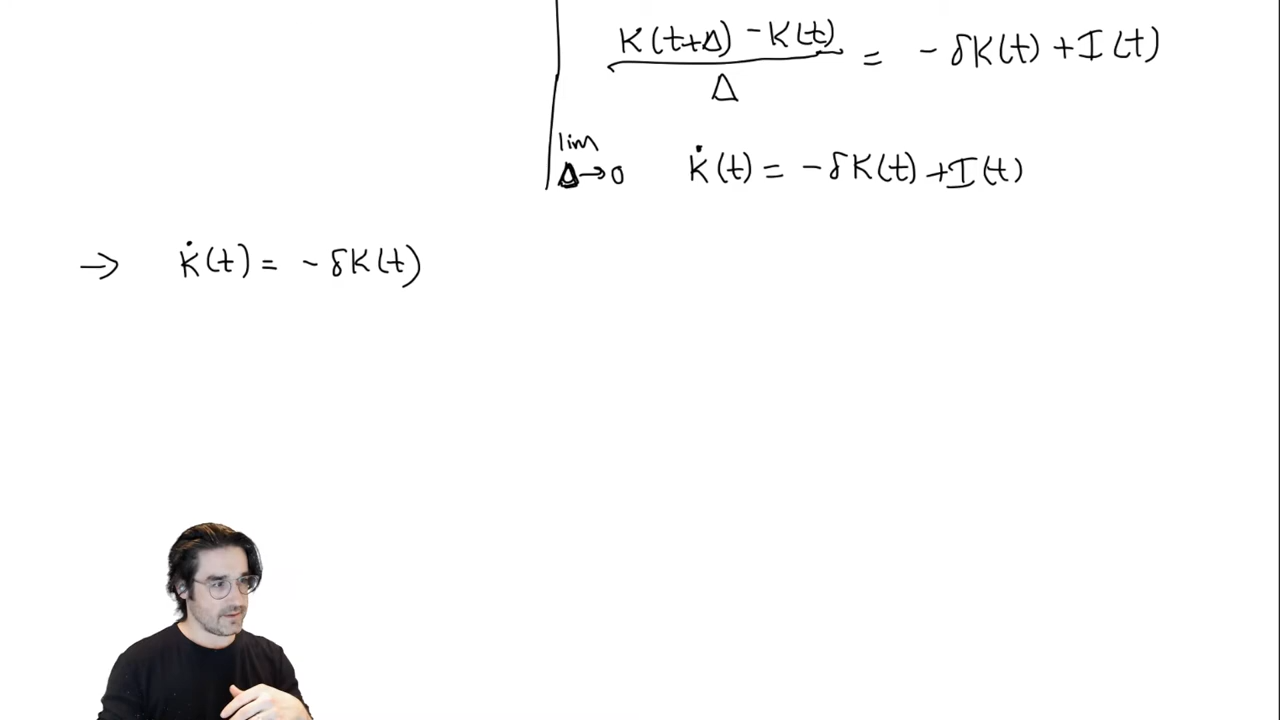 K(t+Δ) - K(t) / Δ = - δK(t) + I(t)
lim Δ→0 K̇(t) = - δK(t) + I(t)
→ K̇(t) = - δK(t)